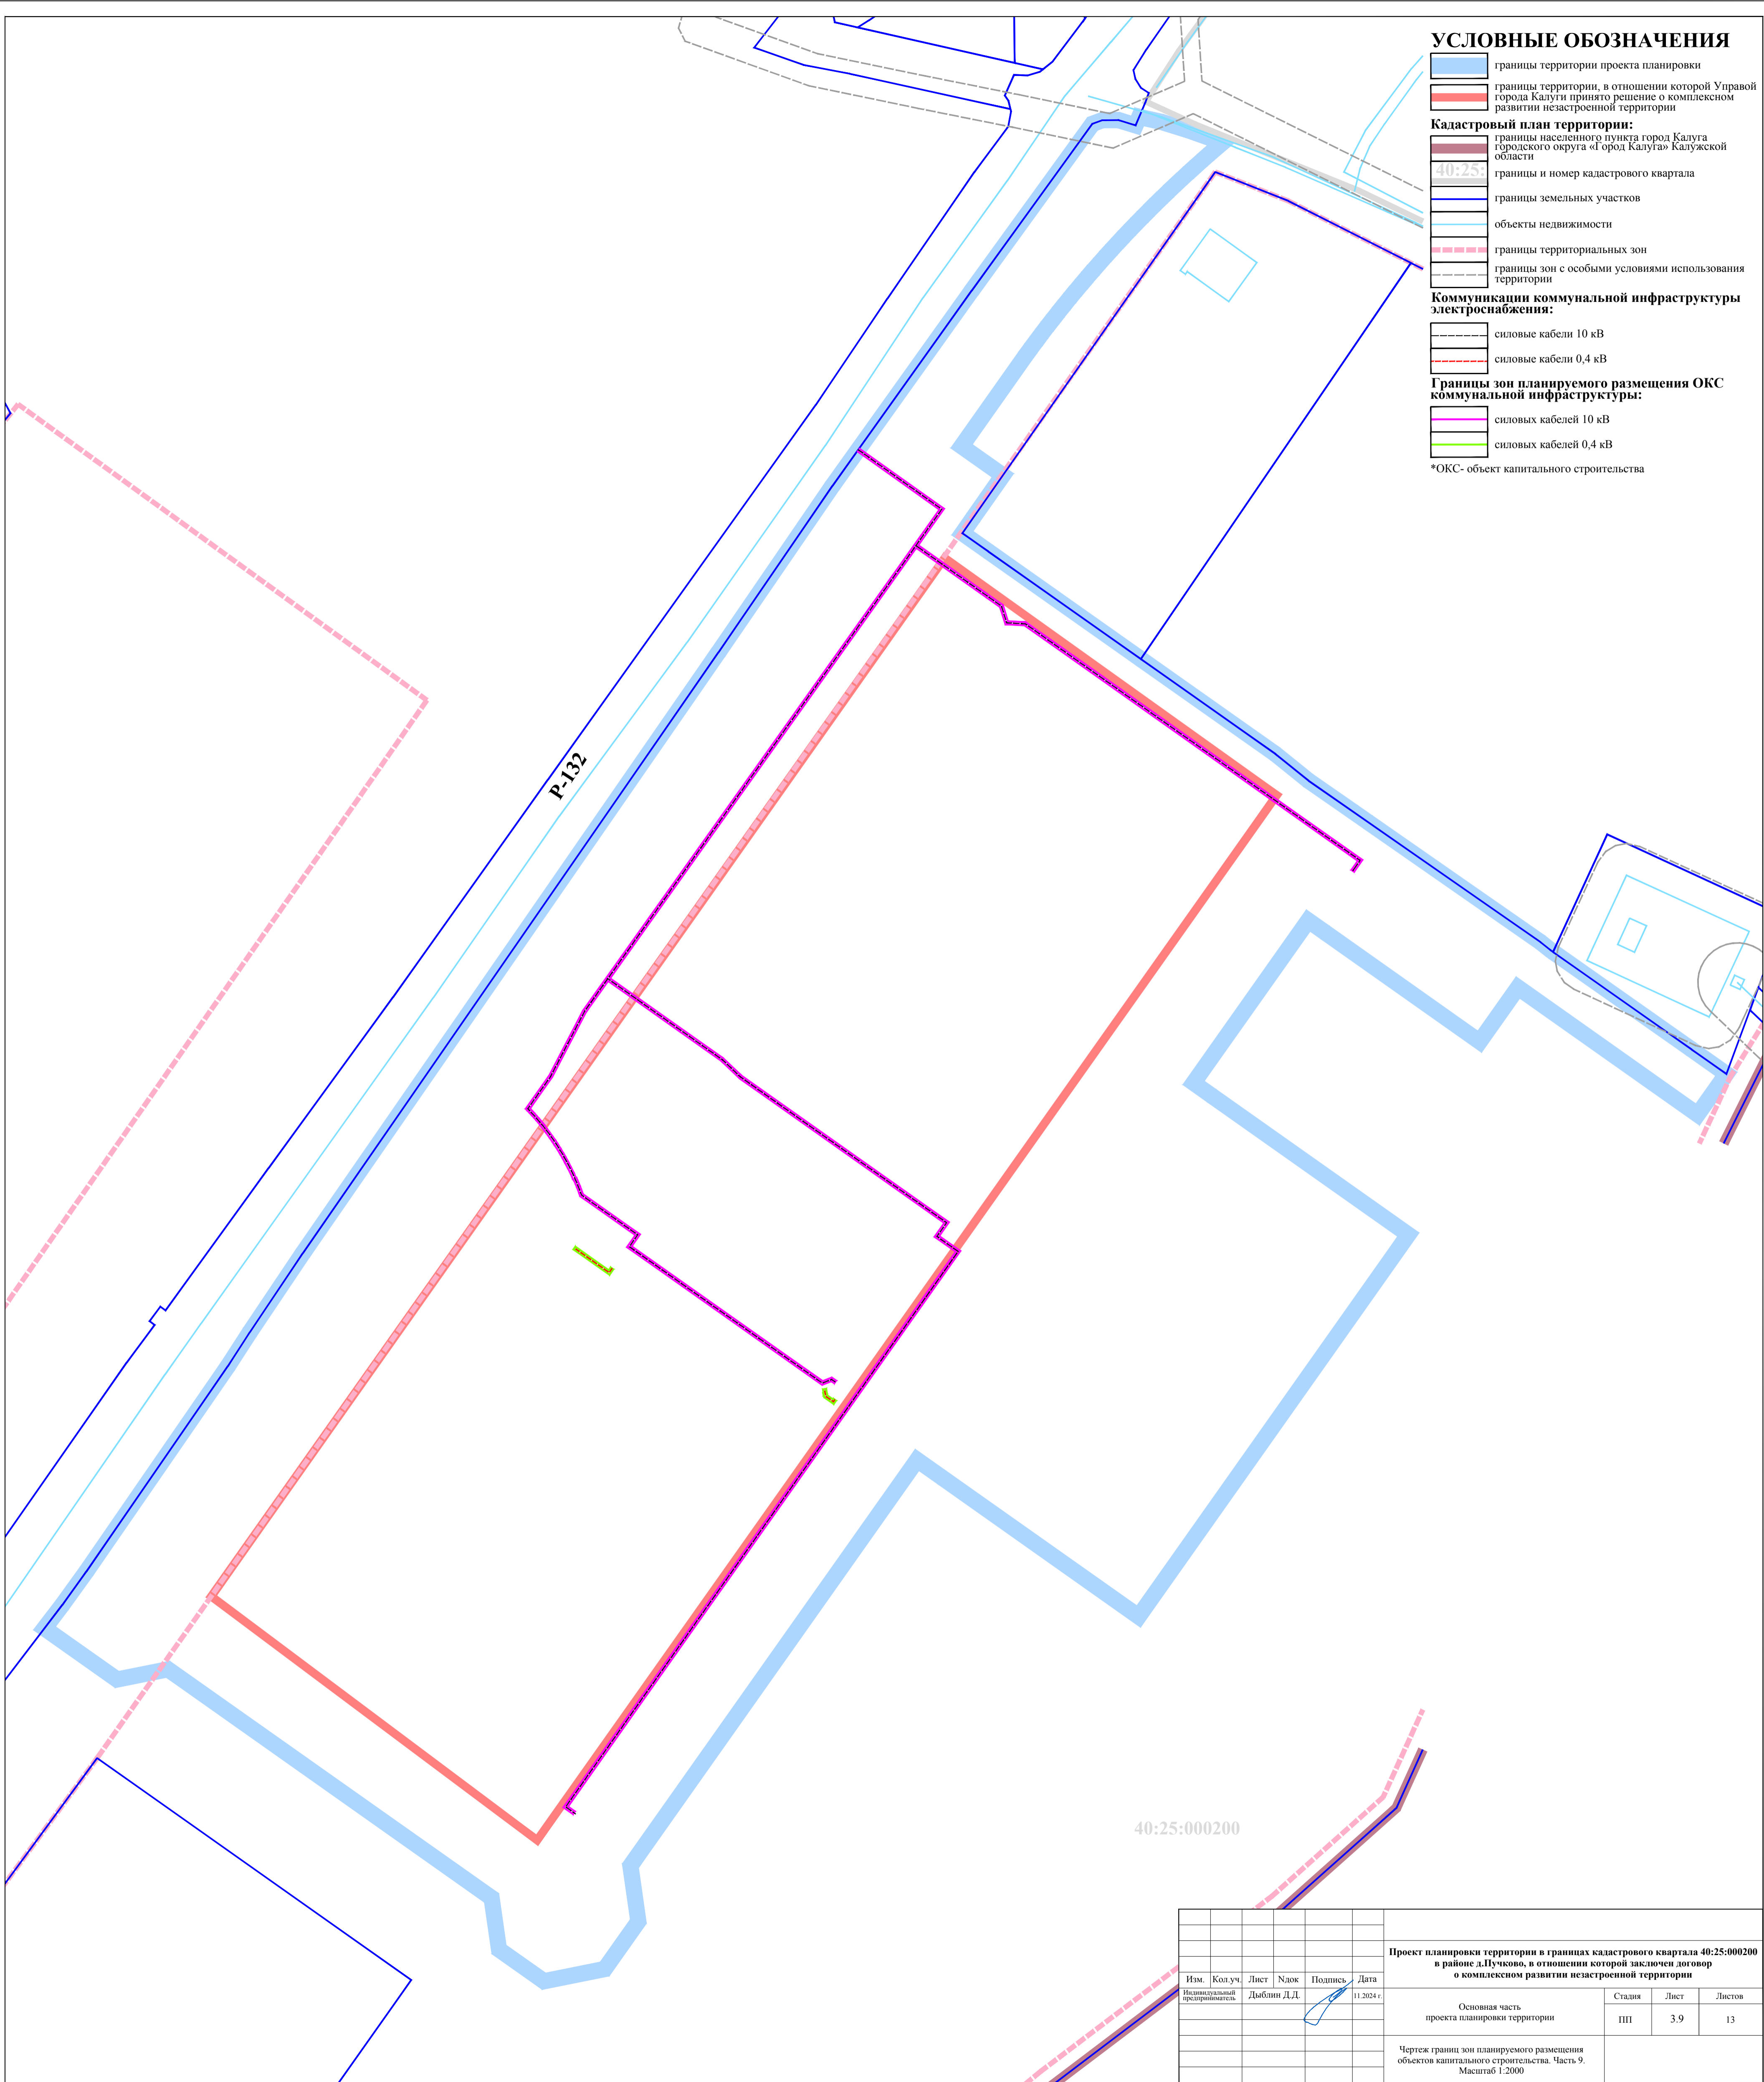 УСЛОВНЫЕ ОБОЗНАЧЕНИЯ
границы территории проекта планировки
границы территории, в отношении которой Управой
города Калуги принято решение о комплексном
развитии незастроенной территории
Кадастровый план территории:
границы населенного пункта город Калуга
городского округа «Город Калуга» Калужской
области
40:25:
границы и номер кадастрового квартала
границы земельных участков
объекты недвижимости
границы территориальных зон
границы зон с особыми условиями использования
территории
Коммуникации коммунальной инфраструктуры
электроснабжения:
силовые кабели 10 кВ
силовые кабели 0,4 кВ
Границы зон планируемого размещения ОКС
коммунальной инфраструктуры:
силовых кабелей 10 кВ
силовых кабелей 0,4 кВ
*ОКС- объект капитального строительства
Р-132
40:25:000200
Проект планировки территории в границах кадастрового квартала 40:25:000200
в районе д.Пучково, в отношении которой заключен договор
о комплексном развитии незастроенной территории
Изм. Кол.уч. Лист Nдок Подпись Дата
Индивидуальный
предприниматель
Дыблин Д.Д. 11.2024 г.
Основная часть
проекта планировки территории
Стадия Лист Листов
ПП 3.9 13
Чертеж границ зон планируемого размещения
объектов капитального строительства. Часть 9.
Масштаб 1:2000